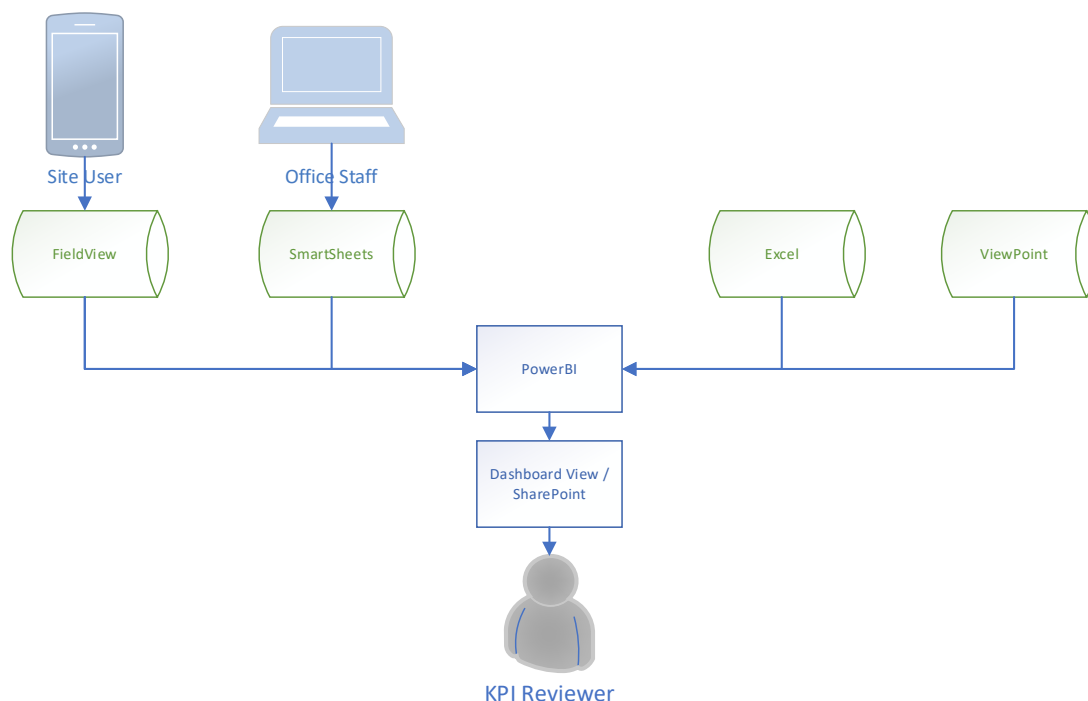 Site User
Office Staff
FieldView
SmartSheets
Excel
ViewPoint
PowerBI
Dashboard View /
SharePoint
KPI Reviewer